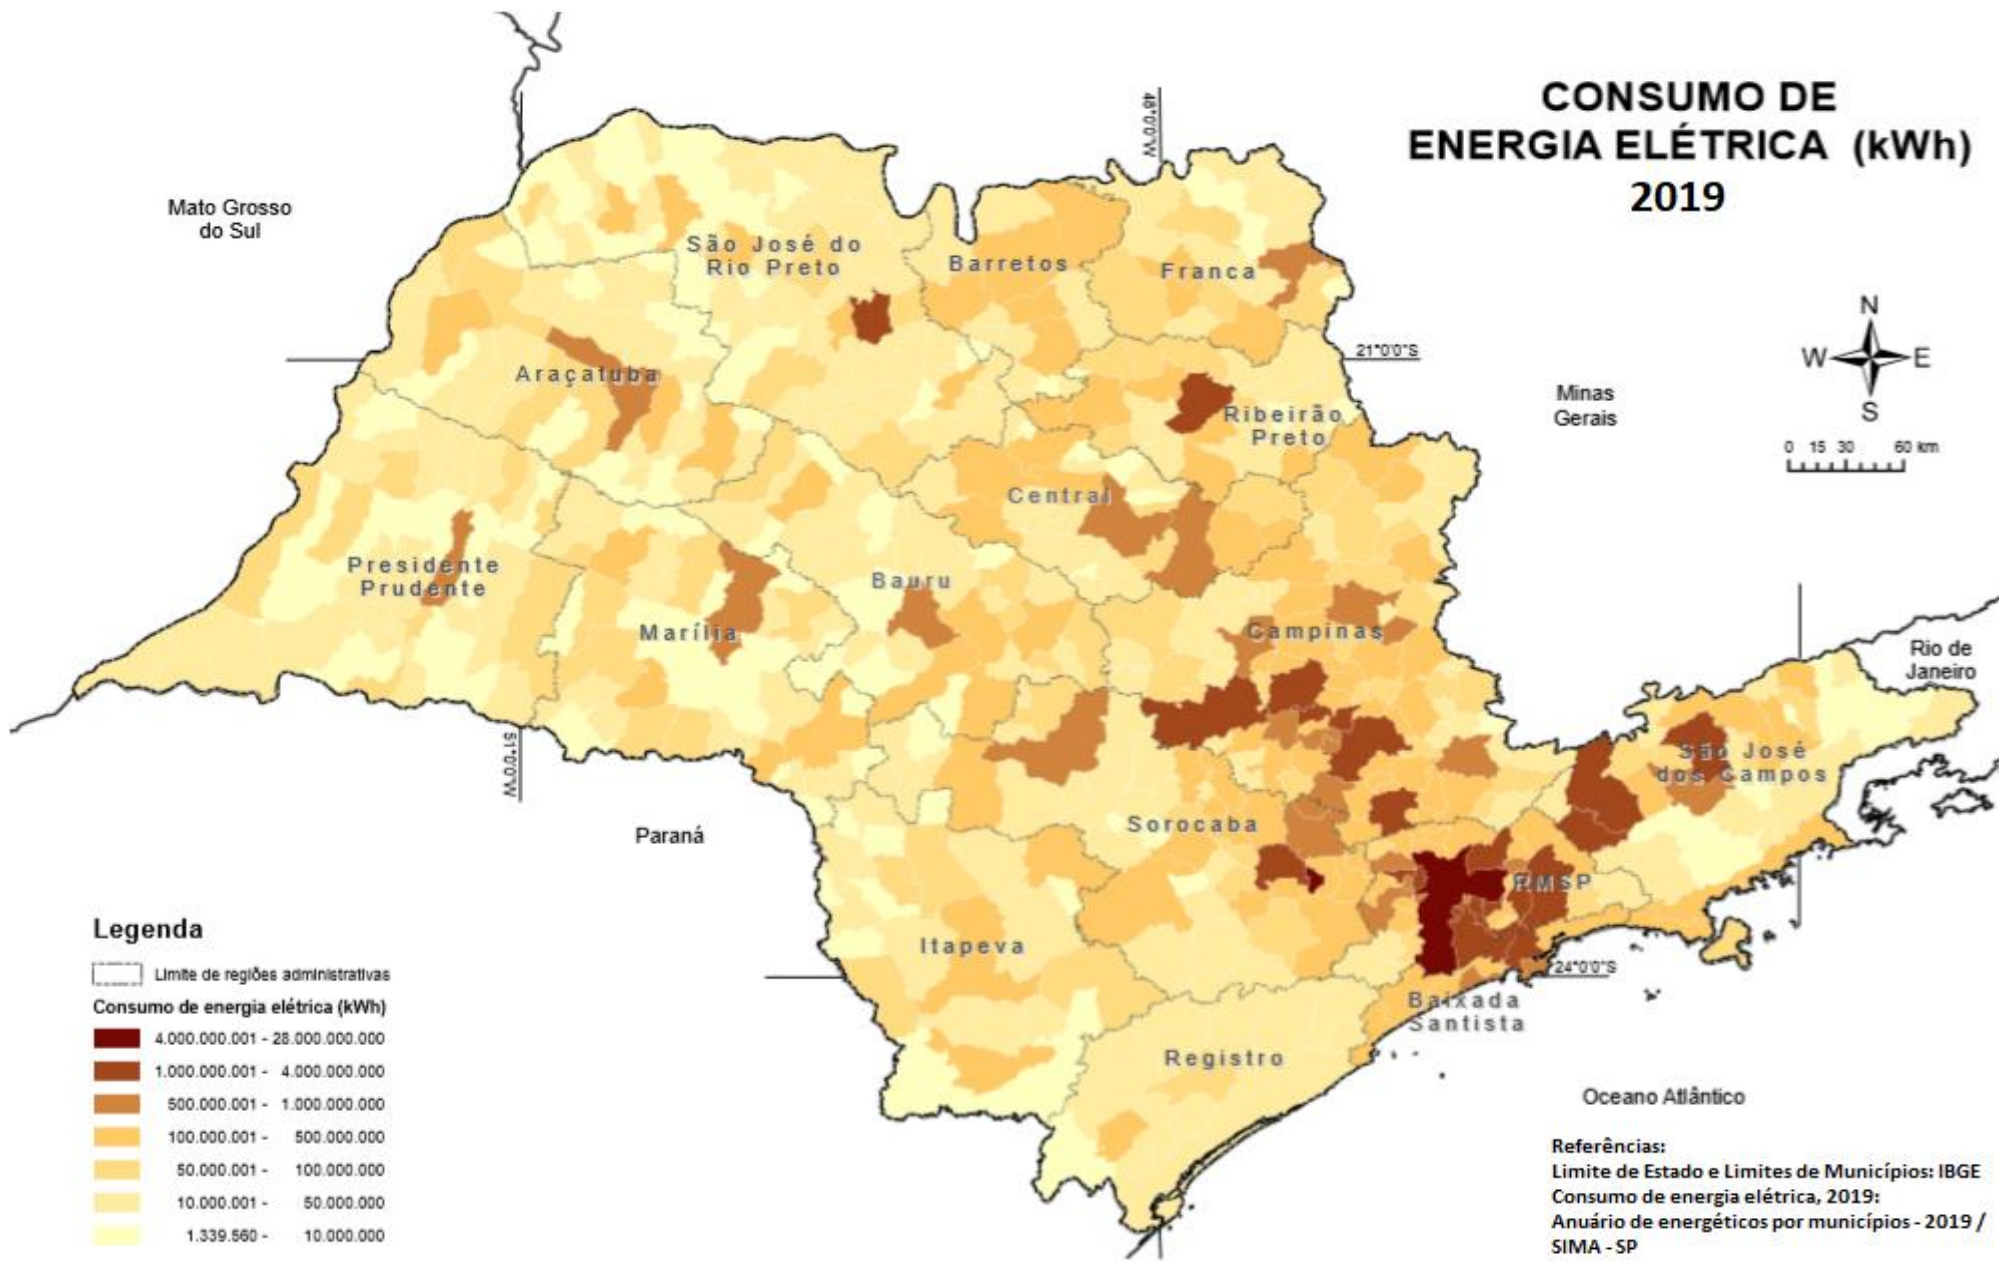 CONSUMO DE
ENERGIA ELÉTRICA (kWh)
2019
Mato Grosso
do Sul
48°0'0"W
São José do
Rio Preto
Barretos
Franca
N
W E
S
21°0'0"S
Minas
Gerais
0 15 30 60 km
Araçatuba
Ribeirão
Preto
Central
Presidente
Prudente
Bauru
Marília
Campinas
Rio de
Janeiro
51°0'0"W
São José
dos Campos
Paraná
Sorocaba
RMSP
Itapeva
24°0'0"S
Baixada
Santista
Registro
Oceano Atlântico
Legenda
Limite de regiões administrativas
Consumo de energia elétrica (kWh)
4.000.000.001 - 28.000.000.000
1.000.000.001 - 4.000.000.000
500.000.001 - 1.000.000.000
100.000.001 - 500.000.000
50.000.001 - 100.000.000
10.000.001 - 50.000.000
1.339.560 - 10.000.000
Referências:
Limite de Estado e Limites de Municípios: IBGE
Consumo de energia elétrica, 2019:
Anuário de energéticos por municípios - 2019 /
SIMA - SP